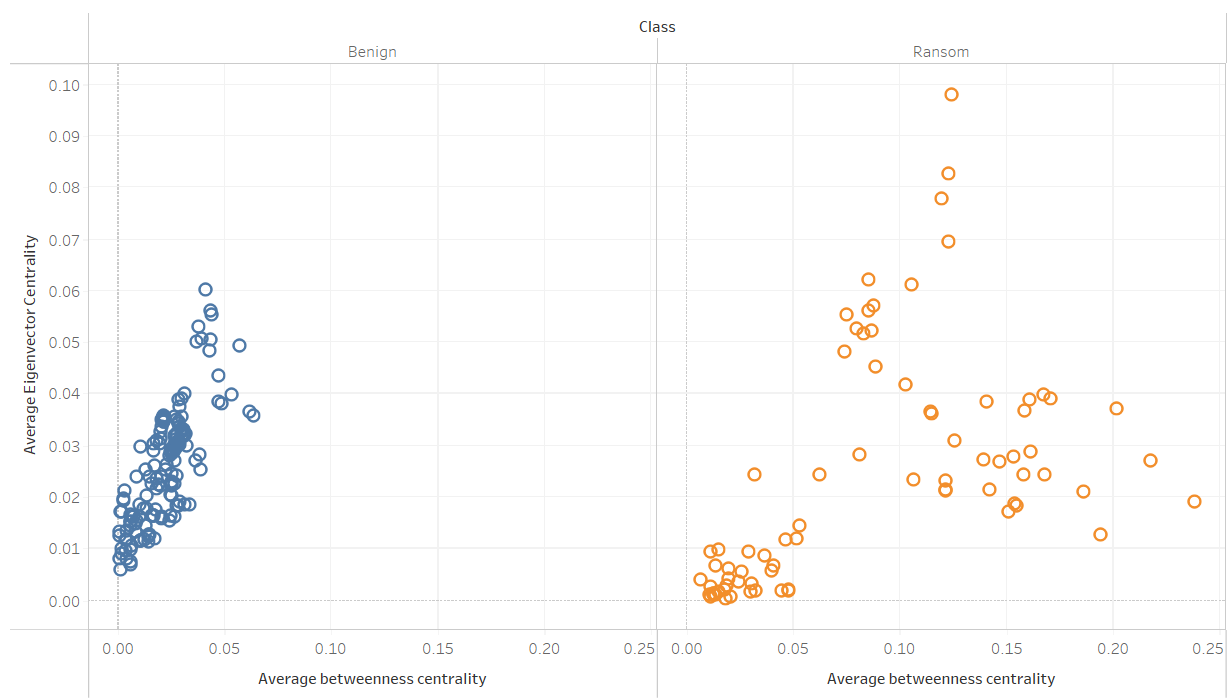 Class
Benign Ransom
Average Eigenvector Centrality
0.10
0.09
0.08
0.07
0.06
0.05
0.04
0.03
0.02
0.01
0.00
0.00 0.05 0.10 0.15 0.20 0.25 0.00 0.05 0.10 0.15 0.20 0.25
Average betweenness centrality Average betweenness centrality